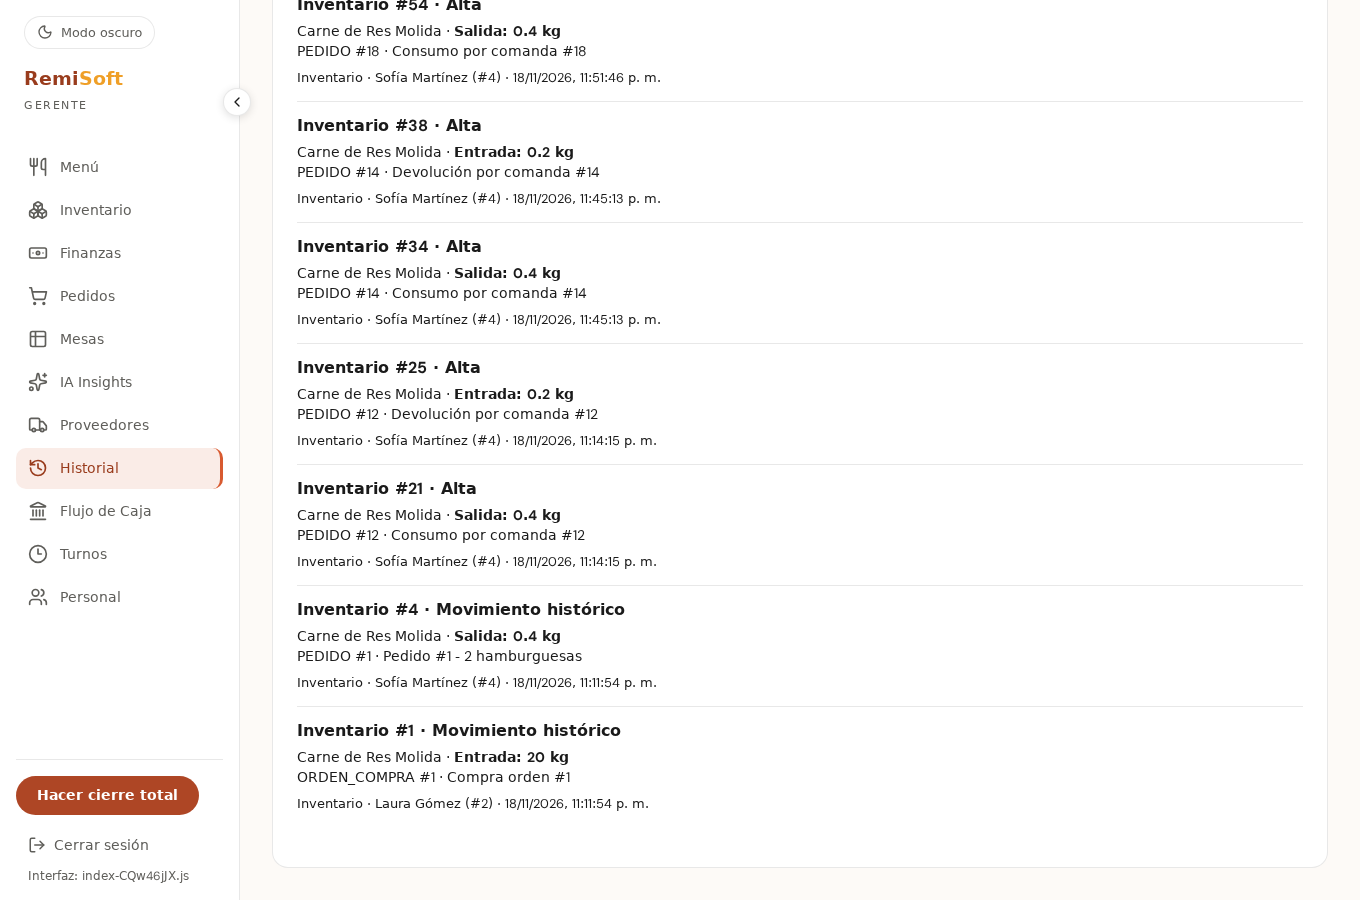 Modo oscuro
RemiSoft
GERENTE
Menú
Inventario
Finanzas
Pedidos
Mesas
IA Insights
Proveedores
Historial
Flujo de Caja
Turnos
Personal
Hacer cierre total
Cerrar sesión
Interfaz: index-CQw46jJX.js
Inventario #54 · Alta
Carne de Res Molida · Salida: 0.4 kg
PEDIDO #18 · Consumo por comanda #18
Inventario · Sofía Martínez (#4) · 18/11/2026, 11:51:46 p. m.
Inventario #38 · Alta
Carne de Res Molida · Entrada: 0.2 kg
PEDIDO #14 · Devolución por comanda #14
Inventario · Sofía Martínez (#4) · 18/11/2026, 11:45:13 p. m.
Inventario #34 · Alta
Carne de Res Molida · Salida: 0.4 kg
PEDIDO #14 · Consumo por comanda #14
Inventario · Sofía Martínez (#4) · 18/11/2026, 11:45:13 p. m.
Inventario #25 · Alta
Carne de Res Molida · Entrada: 0.2 kg
PEDIDO #12 · Devolución por comanda #12
Inventario · Sofía Martínez (#4) · 18/11/2026, 11:14:15 p. m.
Inventario #21 · Alta
Carne de Res Molida · Salida: 0.4 kg
PEDIDO #12 · Consumo por comanda #12
Inventario · Sofía Martínez (#4) · 18/11/2026, 11:14:15 p. m.
Inventario #4 · Movimiento histórico
Carne de Res Molida · Salida: 0.4 kg
PEDIDO #1 · Pedido #1 - 2 hamburguesas
Inventario · Sofía Martínez (#4) · 18/11/2026, 11:11:54 p. m.
Inventario #1 · Movimiento histórico
Carne de Res Molida · Entrada: 20 kg
ORDEN_COMPRA #1 · Compra orden #1
Inventario · Laura Gómez (#2) · 18/11/2026, 11:11:54 p. m.